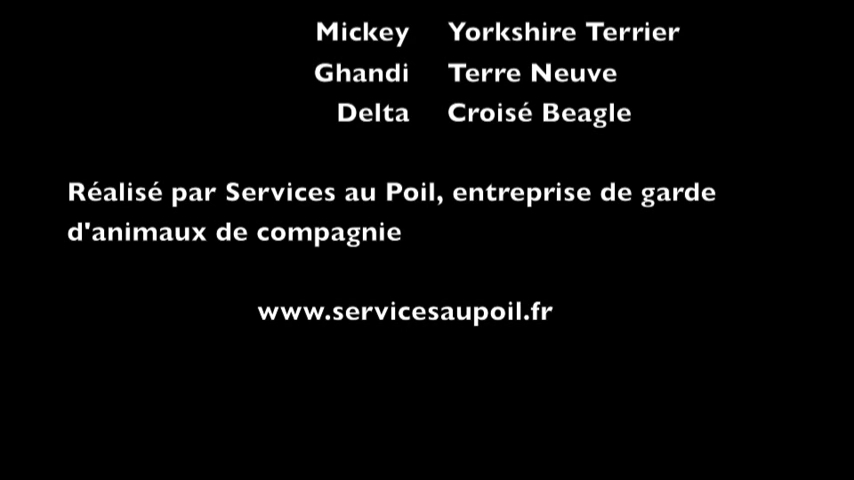 Mickey Yorkshire Terrier
Ghandi Terre Neuve
Delta Croisé Beagle
Réalisé par Services au Poil, entreprise de garde
d'animaux de compagnie
www.servicesaupoil.fr